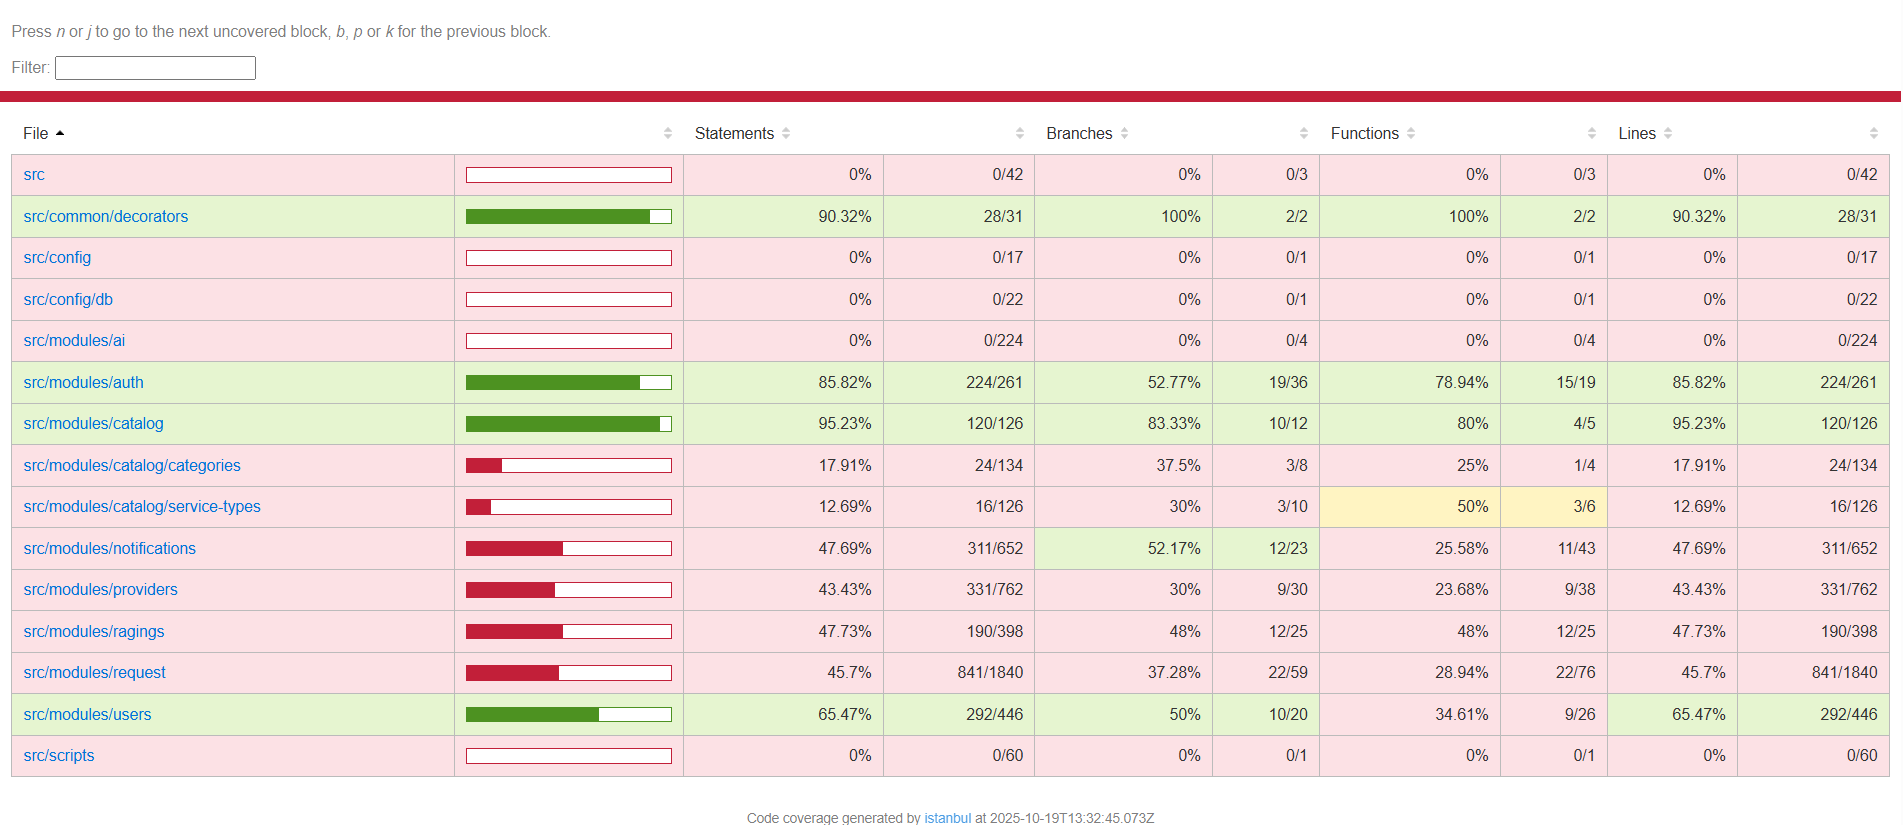 Press n or j to go to the next uncovered block, b, p or k for the previous block.
Filter:
File Statements Branches Functions Lines
src 0% 0/42 0% 0/3 0% 0/3 0% 0/42
src/common/decorators 90.32% 28/31 100% 2/2 100% 2/2 90.32% 28/31
src/config 0% 0/17 0% 0/1 0% 0/1 0% 0/17
src/config/db 0% 0/22 0% 0/1 0% 0/1 0% 0/22
src/modules/ai 0% 0/224 0% 0/4 0% 0/4 0% 0/224
src/modules/auth 85.82% 224/261 52.77% 19/36 78.94% 15/19 85.82% 224/261
src/modules/catalog 95.23% 120/126 83.33% 10/12 80% 4/5 95.23% 120/126
src/modules/catalog/categories 17.91% 24/134 37.5% 3/8 25% 1/4 17.91% 24/134
src/modules/catalog/service-types 12.69% 16/126 30% 3/10 50% 3/6 12.69% 16/126
src/modules/notifications 47.69% 311/652 52.17% 12/23 25.58% 11/43 47.69% 311/652
src/modules/providers 43.43% 331/762 30% 9/30 23.68% 9/38 43.43% 331/762
src/modules/ragings 47.73% 190/398 48% 12/25 48% 12/25 47.73% 190/398
src/modules/request 45.7% 841/1840 37.28% 22/59 28.94% 22/76 45.7% 841/1840
src/modules/users 65.47% 292/446 50% 10/20 34.61% 9/26 65.47% 292/446
src/scripts 0% 0/60 0% 0/1 0% 0/1 0% 0/60
Code coverage generated by istanbul at 2025-10-19T13:32:45.073Z